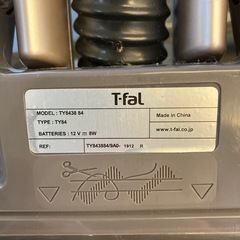 T-fal
MODEL : TY8438 84
TYPE : TY84
BATTERIES : 12 V ⎓ 8W
REF: TY843884/9A0- 1912 R
Made in China
www.t-fal.co.jp